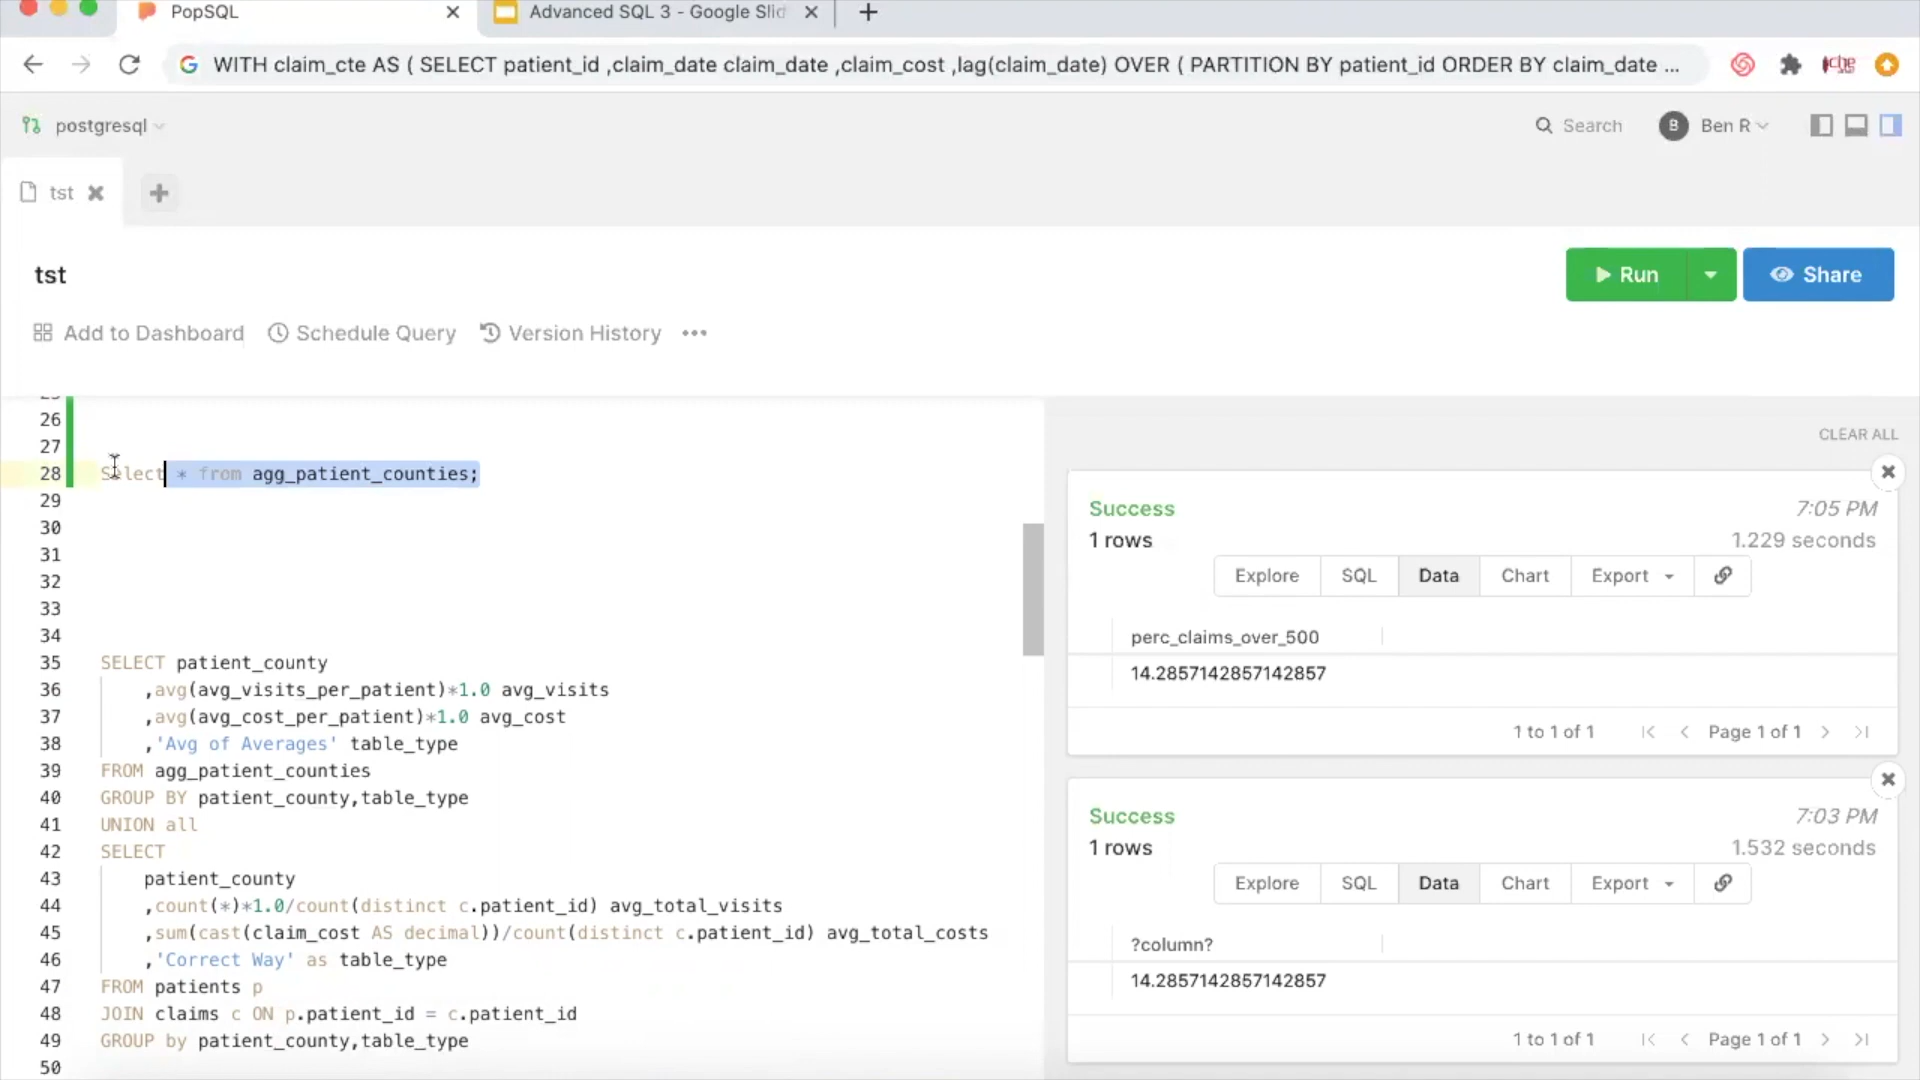 PopSQL
Advanced SQL 3 - Google Slid
WITH claim_cte AS ( SELECT patient_id ,claim_date claim_date ,claim_cost ,lag(claim_date) OVER ( PARTITION BY patient_id ORDER BY claim_date ...
postgresql
Search
B
Ben R
tst
tst
Run
Share
Add to Dashboard
Schedule Query
Version History
26
27
28 Select * from agg_patient_counties;
29
30
31
32
33
34
35 SELECT patient_county
36 ,avg(avg_visits_per_patient)*1.0 avg_visits
37 ,avg(avg_cost_per_patient)*1.0 avg_cost
38 ,'Avg of Averages' table_type
39 FROM agg_patient_counties
40 GROUP BY patient_county,table_type
41 UNION all
42 SELECT
43 patient_county
44 ,count(*)*1.0/count(distinct c.patient_id) avg_total_visits
45 ,sum(cast(claim_cost AS decimal))/count(distinct c.patient_id) avg_total_costs
46 ,'Correct Way' as table_type
47 FROM patients p
48 JOIN claims c ON p.patient_id = c.patient_id
49 GROUP by patient_county,table_type
50
CLEAR ALL
Success 7:05 PM
1 rows 1.229 seconds
Explore SQL Data Chart Export
perc_claims_over_500
14.2857142857142857
1 to 1 of 1 Page 1 of 1
Success 7:03 PM
1 rows 1.532 seconds
Explore SQL Data Chart Export
?column?
14.2857142857142857
1 to 1 of 1 Page 1 of 1